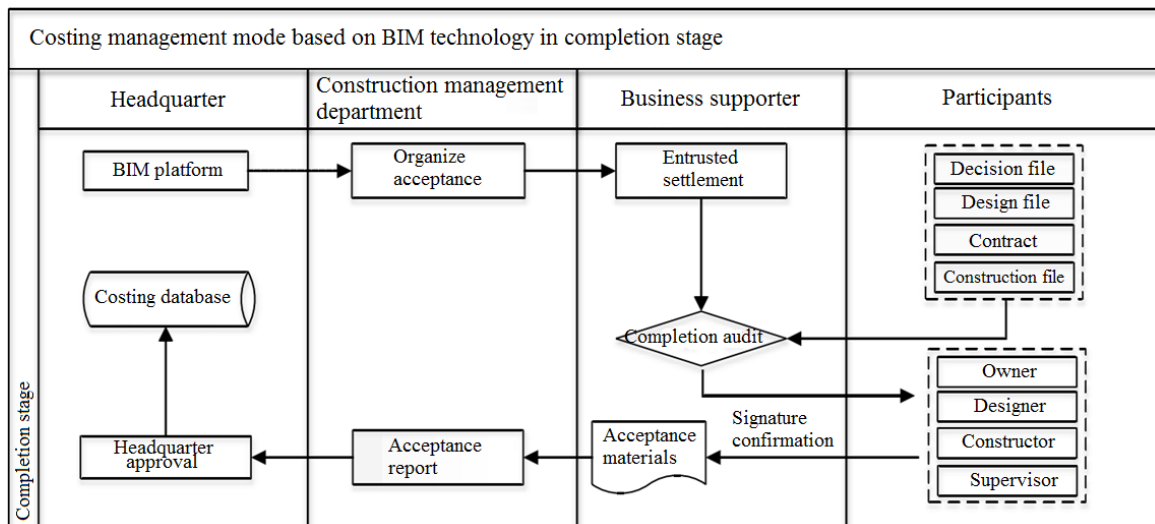 Costing management mode based on BIM technology in completion stage
Headquarter
Construction management
department
Business supporter
Participants
Completion stage
BIM platform
Organize
acceptance
Entrusted
settlement
Decision file
Design file
Contract
Construction file
Costing database
Completion audit
Owner
Designer
Constructor
Supervisor
Signature
confirmation
Acceptance
materials
Acceptance
report
Headquarter
approval